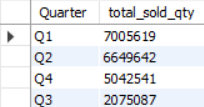 Quarter total_sold_qty
Q1 7005619
Q2 6649642
Q4 5042541
Q3 2075087